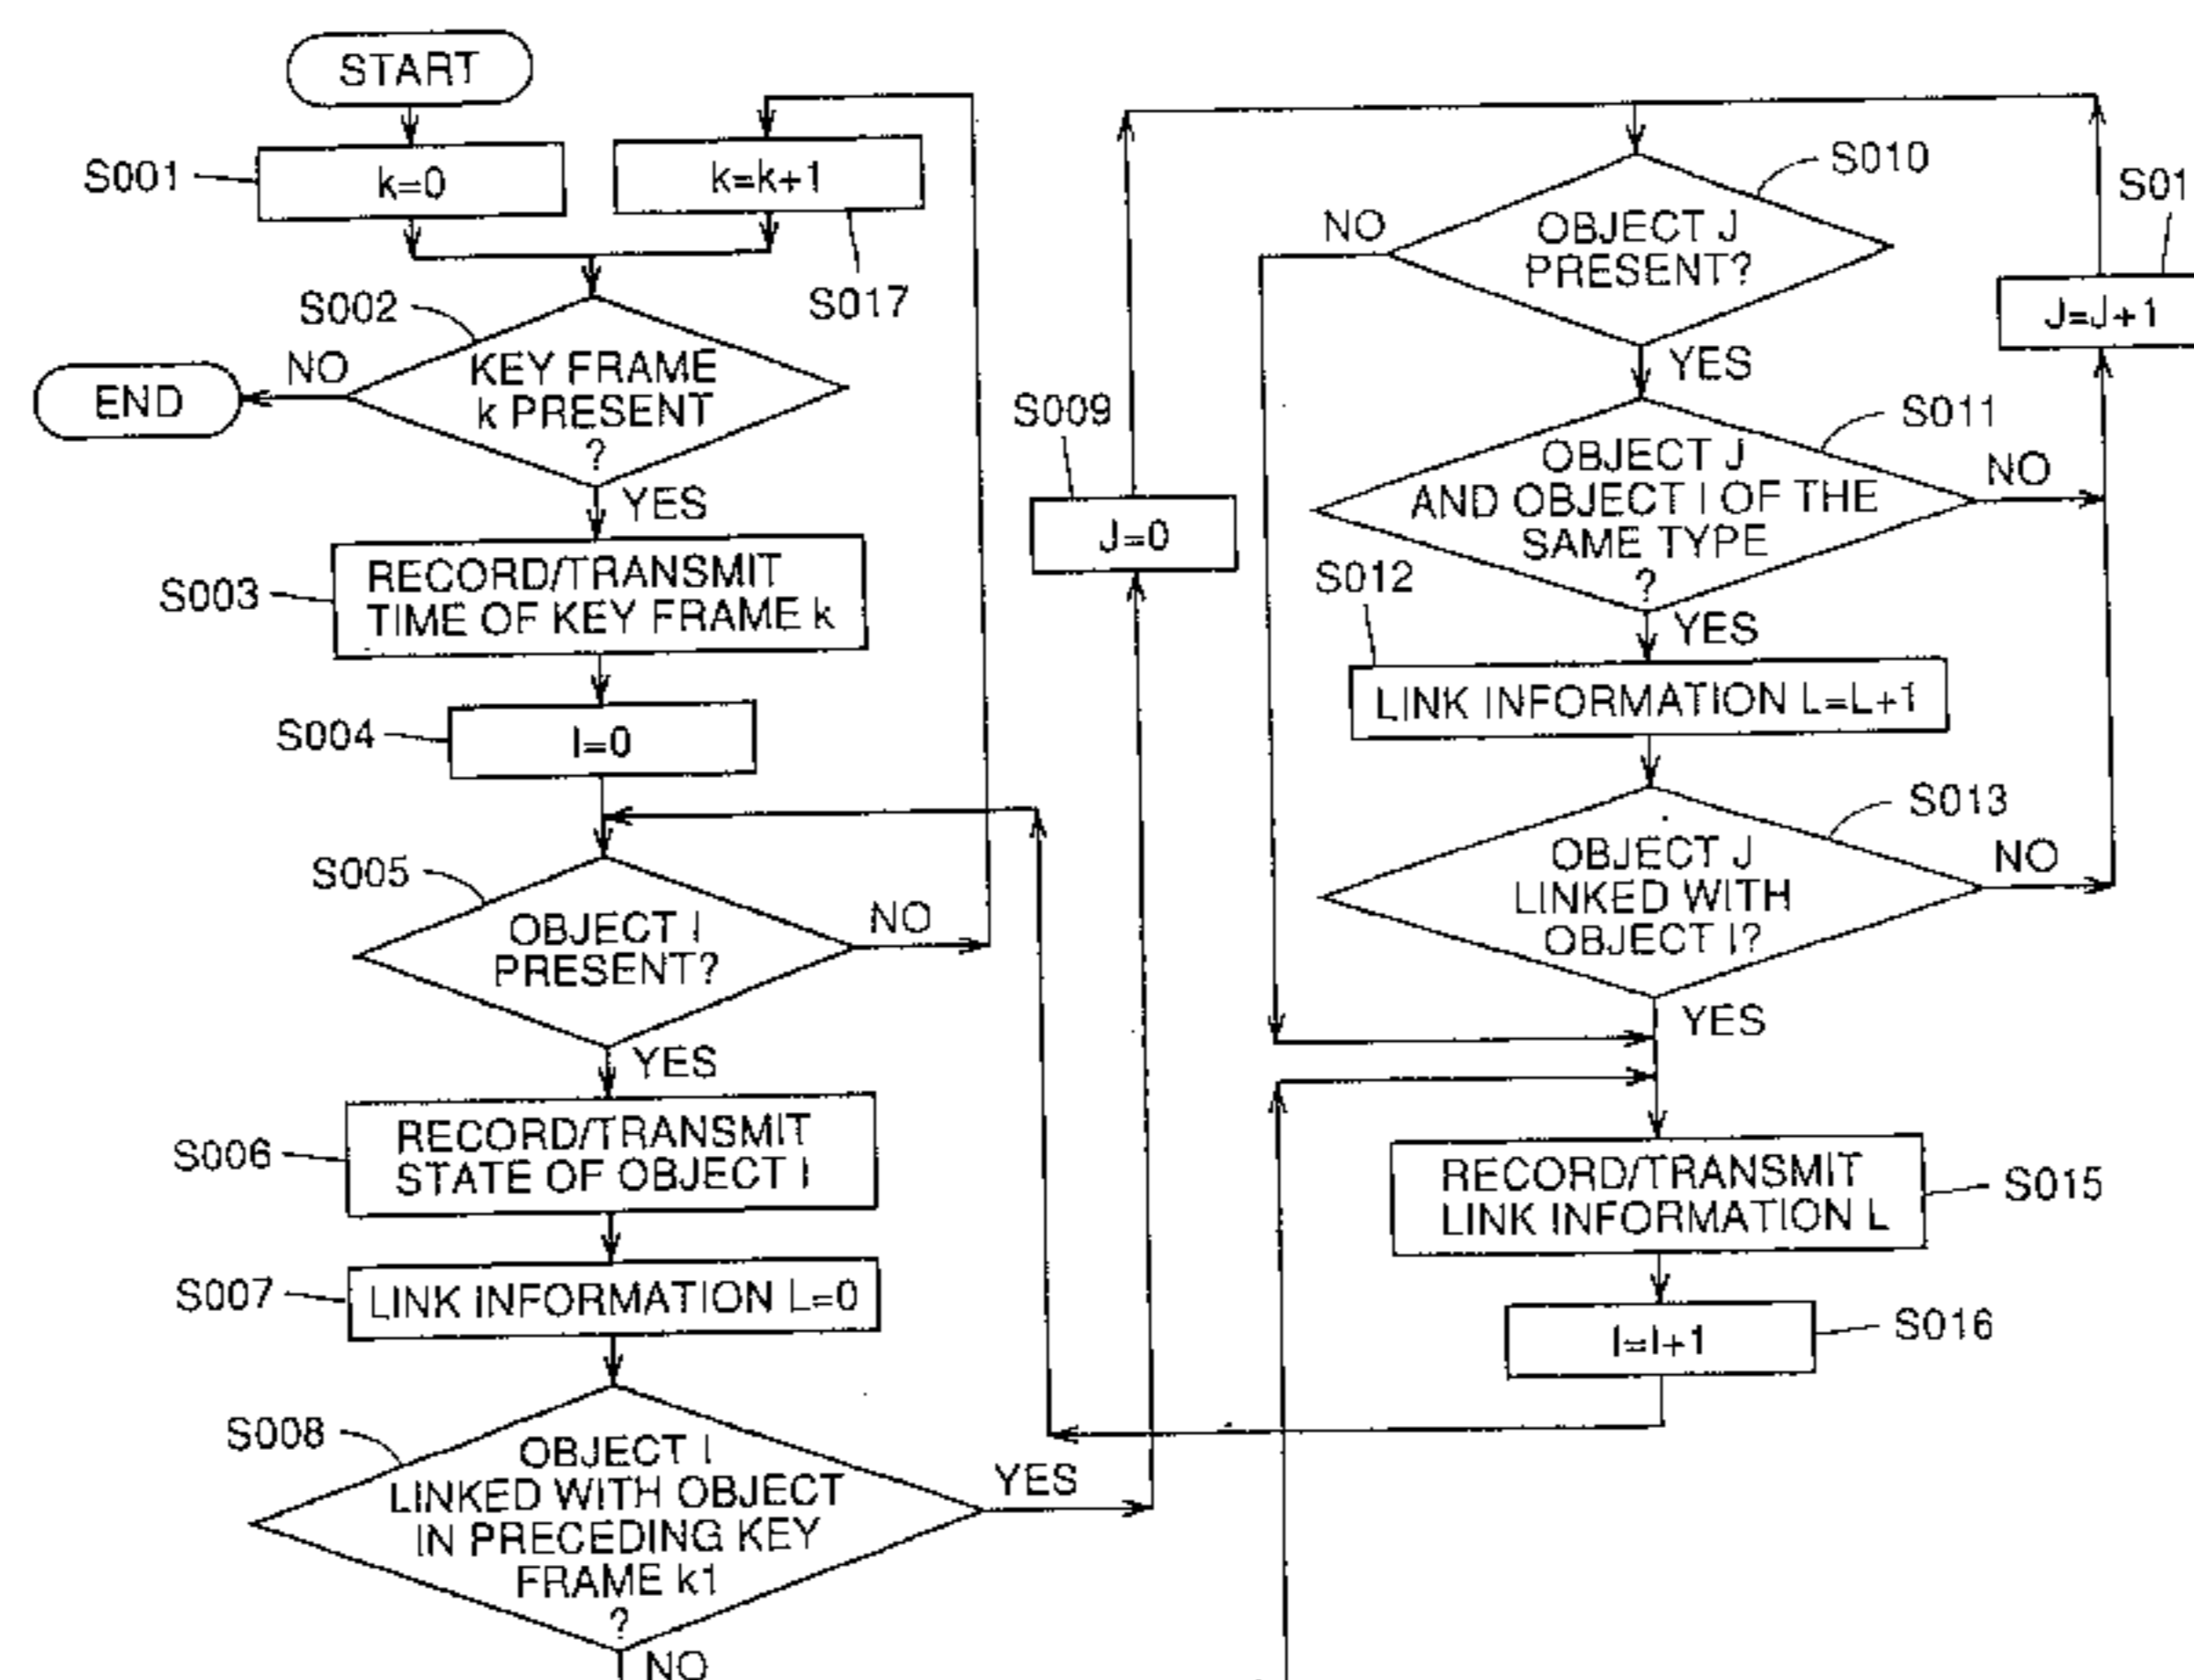 START
S001
k=0
k=k+1
S017
S002
KEY FRAME
k PRESENT
?
NO
END
YES
S003
RECORD/TRANSMIT
TIME OF KEY FRAME k
S004
I=0
S005
OBJECT I
PRESENT?
NO
YES
S006
RECORD/TRANSMIT
STATE OF OBJECT I
S007
LINK INFORMATION L=0
S008
OBJECT I
LINKED WITH OBJECT
IN PRECEDING KEY
FRAME k1
?
YES
NO
S009
J=0
S010
OBJECT J
PRESENT?
NO
YES
S01
J=J+1
S011
OBJECT J
AND OBJECT I OF THE
SAME TYPE
?
NO
YES
S012
LINK INFORMATION L=L+1
S013
OBJECT J
LINKED WITH
OBJECT I?
NO
YES
S015
RECORD/TRANSMIT
LINK INFORMATION L
S016
I=I+1